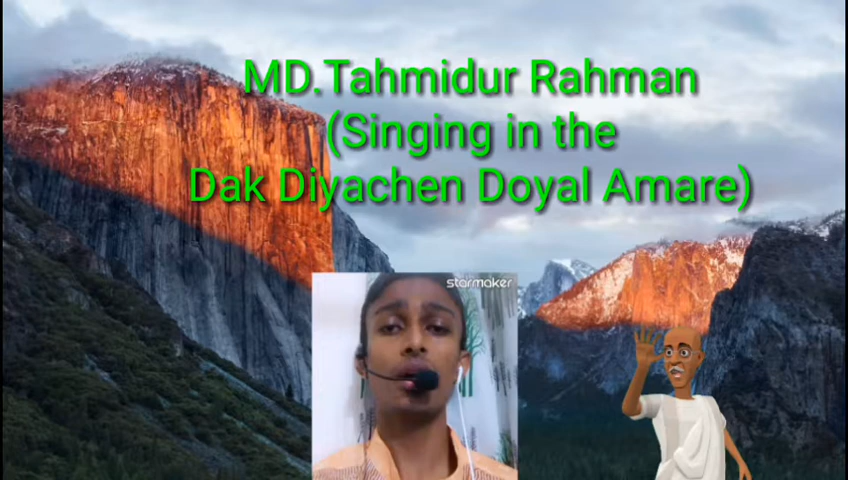 MD.Tahmidur Rahman
(Singing in the
Dak Diyachen Doyal Amare)
starmaker